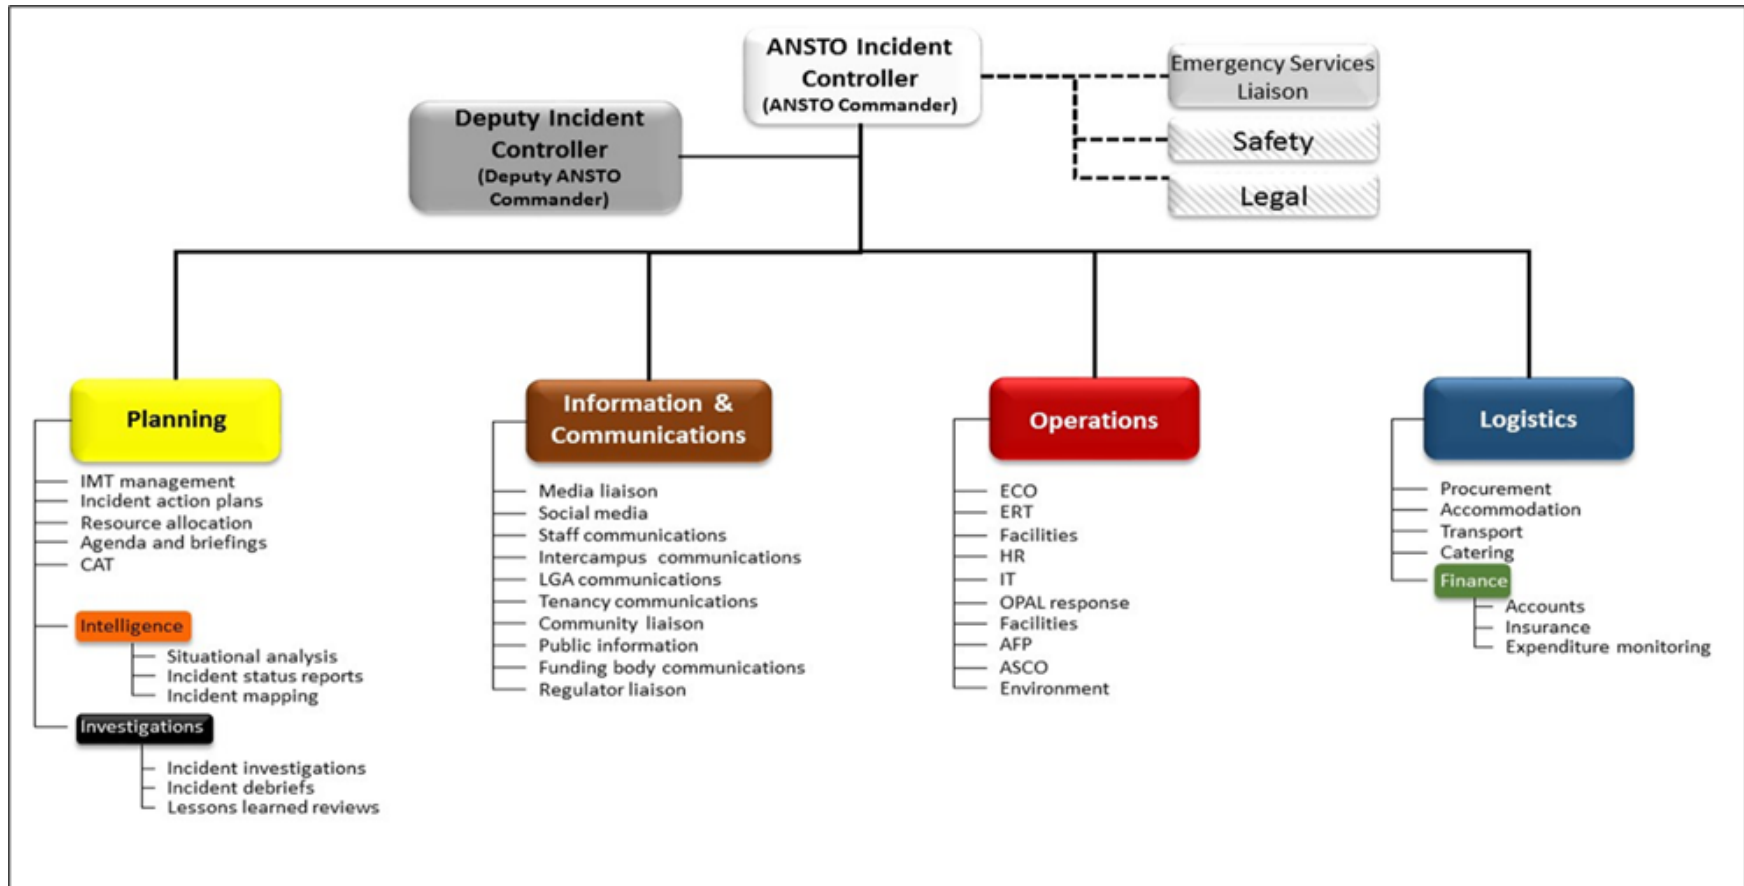 ANSTO Incident
Controller
(ANSTO Commander)
Emergency Services
Liaison
Safety
Legal
Deputy Incident
Controller
(Deputy ANSTO
Commander)
Planning
IMT management
Incident action plans
Resource allocation
Agenda and briefings
CAT
Intelligence
Situational analysis
Incident status reports
Incident mapping
Investigations
Incident investigations
Incident debriefs
Lessons learned reviews
Information &
Communications
Media liaison
Social media
Staff communications
Intercampus communications
LGA communications
Tenancy communications
Community liaison
Public information
Funding body communications
Regulator liaison
Operations
ECO
ERT
Facilities
HR
IT
OPAL response
Facilities
AFP
ASCO
Environment
Logistics
Procurement
Accommodation
Transport
Catering
Finance
Accounts
Insurance
Expenditure monitoring